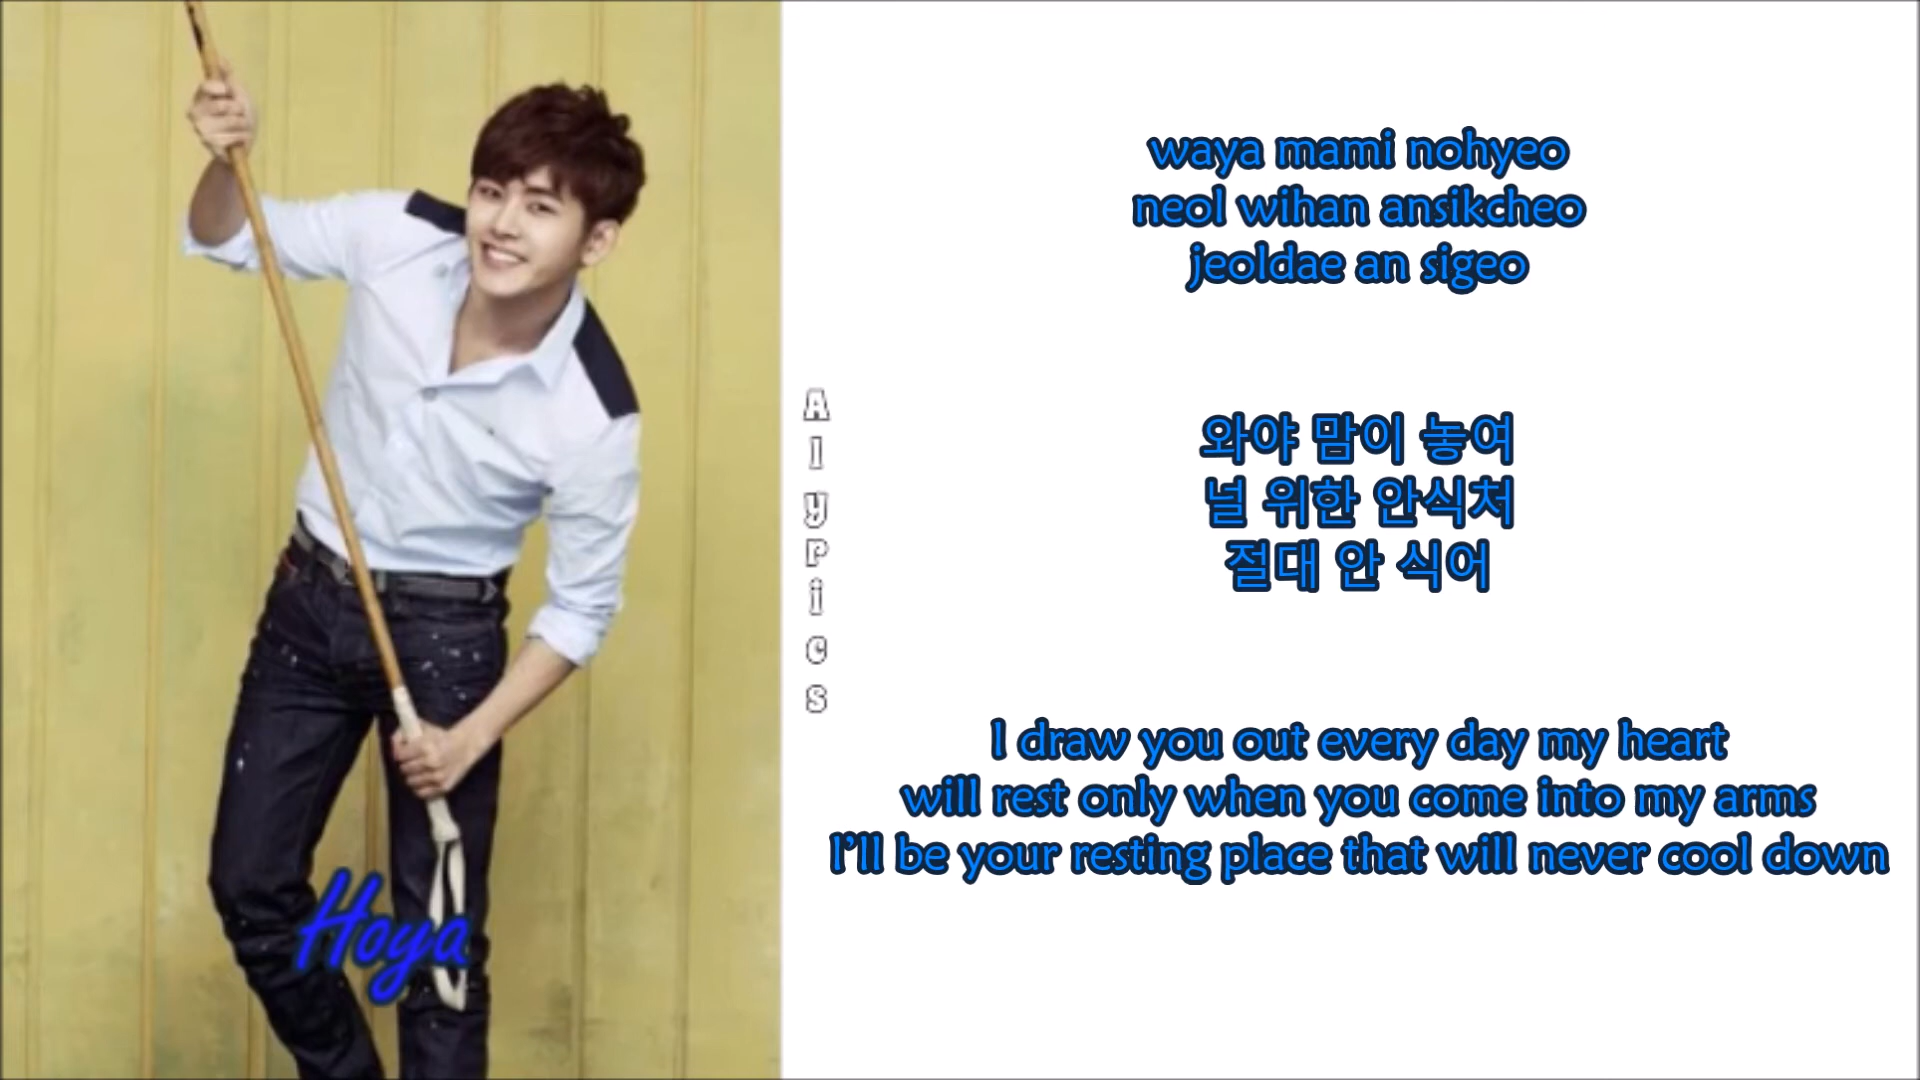 waya mami nohyeo
neol wihan ansikcheo
jeoldae an sigeo
와야 맘이 놓여
널 위한 안식처
절대 안 식어
I draw you out every day my heart
will rest only when you come into my arms
I'll be your resting place that will never cool down
Hoya
AlyPics